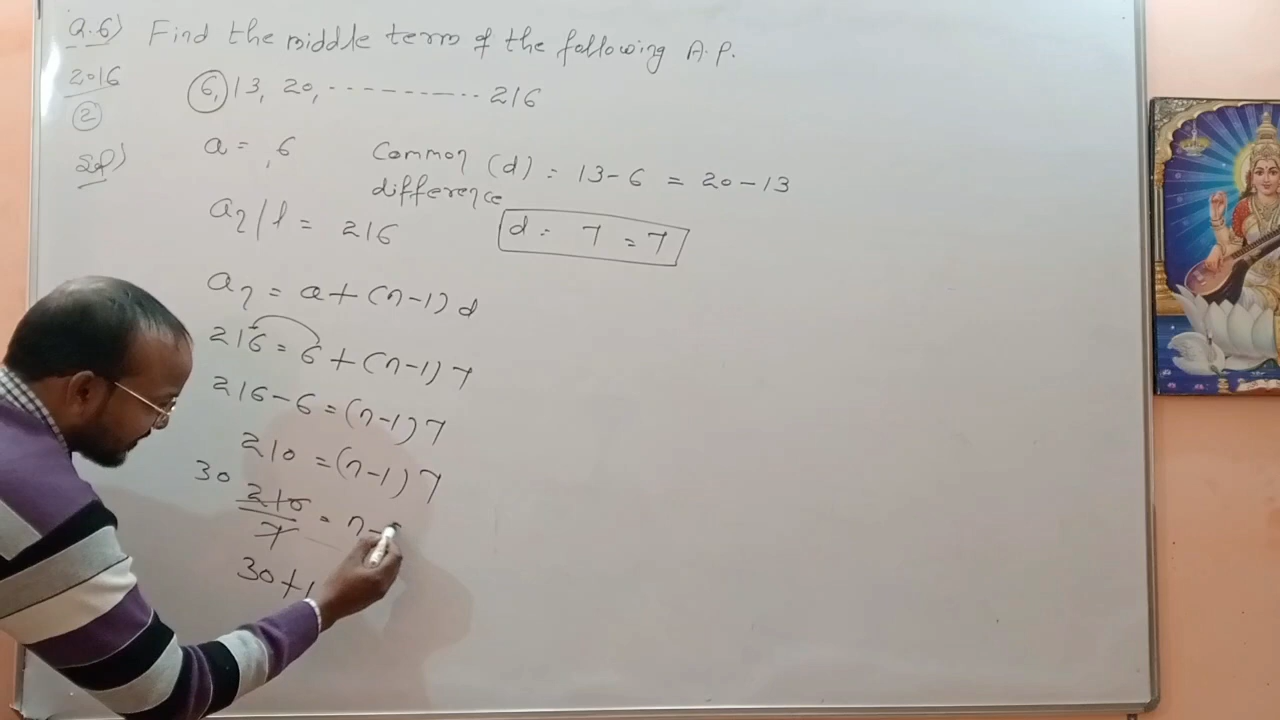 Q.6) Find the middle term of the following A.P.
2016
6, 13, 20, ---------- 216
2
Sol)
a = 6
Common (d) = 13-6 = 20-13
difference
an/l = 216
d = 7 = 7
an = a+(n-1)d
216 = 6+(n-1)7
216-6 = (n-1)7
210 = (n-1)7
30
210/7 = n-
30+1